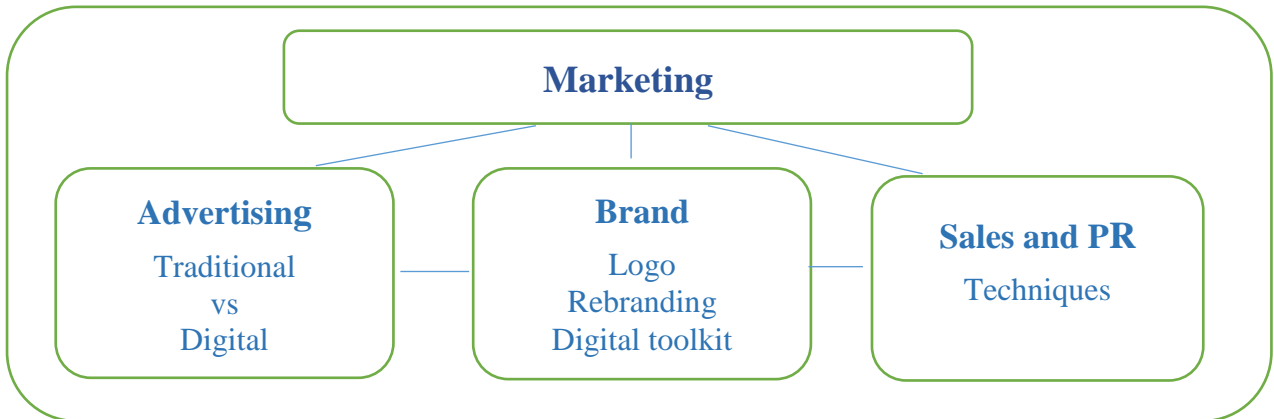 Marketing
Advertising
Traditional
vs
Digital
Brand
Logo
Rebranding
Digital toolkit
Sales and PR
Techniques